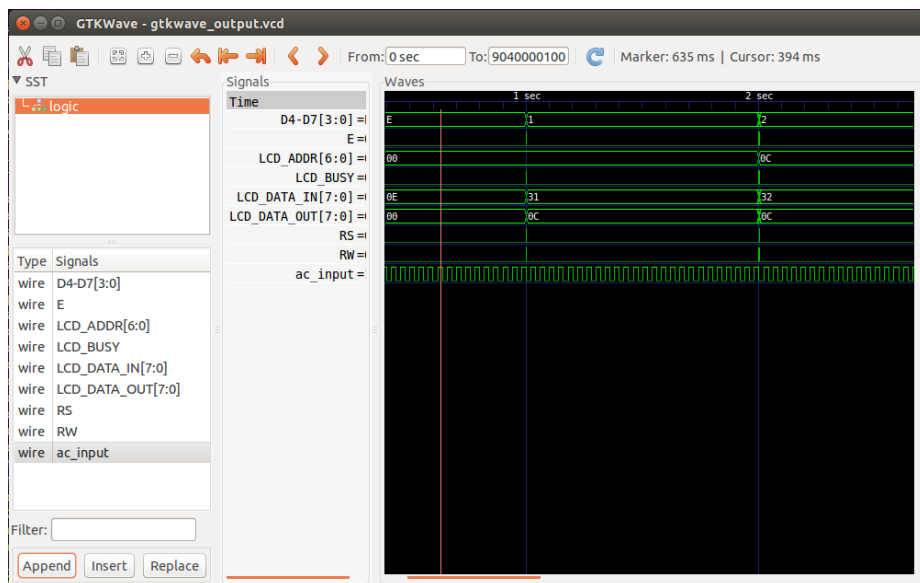 GTKWave - gtkwave_output.vcd
From: 0 sec To: 9040000100 Marker: 635 ms | Cursor: 394 ms
SST
logic
Type Signals
wire D4-D7[3:0]
wire E
wire LCD_ADDR[6:0]
wire LCD_BUSY
wire LCD_DATA_IN[7:0]
wire LCD_DATA_OUT[7:0]
wire RS
wire RW
wire ac_input
Filter:
Append Insert Replace
Signals
Time
D4-D7[3:0] =
E =
LCD_ADDR[6:0] =
LCD_BUSY =
LCD_DATA_IN[7:0] =
LCD_DATA_OUT[7:0] =
RS =
RW =
ac_input =
Waves
1 sec 2 sec
E 1 2
00 0C
0E 31 32
00 0C 0C